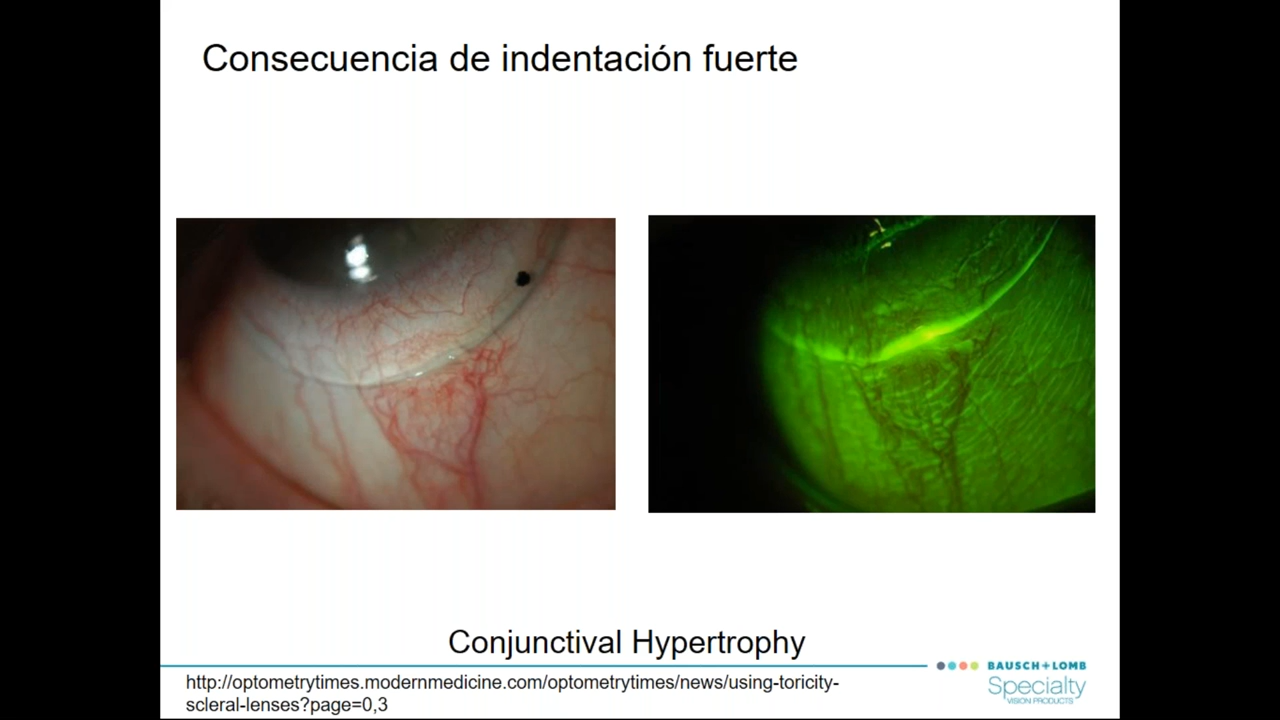 Consecuencia de indentación fuerte
Conjunctival Hypertrophy
http://optometrytimes.modernmedicine.com/optometrytimes/news/using-toricity-
scleral-lenses?page=0,3
BAUSCH + LOMB
Specialty
VISION PRODUCTS